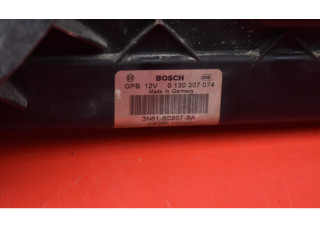 BOSCH
GPB 12V 0 130 307 074
Made in Germany
3N61-8C607-BA